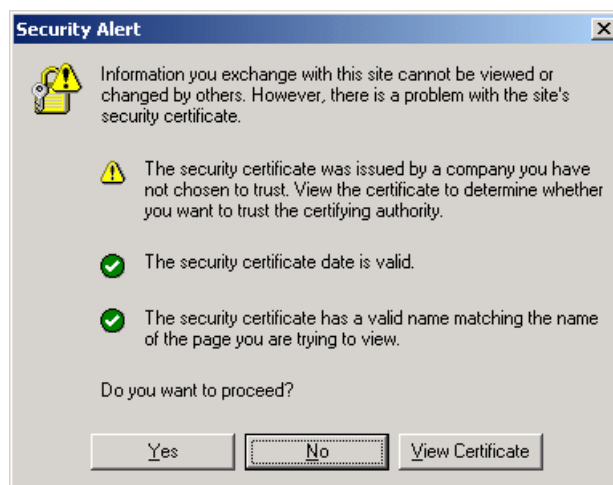 Security Alert
Information you exchange with this site cannot be viewed or
changed by others. However, there is a problem with the site's
security certificate.
The security certificate was issued by a company you have
not chosen to trust. View the certificate to determine whether
you want to trust the certifying authority.
The security certificate date is valid.
The security certificate has a valid name matching the name
of the page you are trying to view.
Do you want to proceed?
Yes No View Certificate